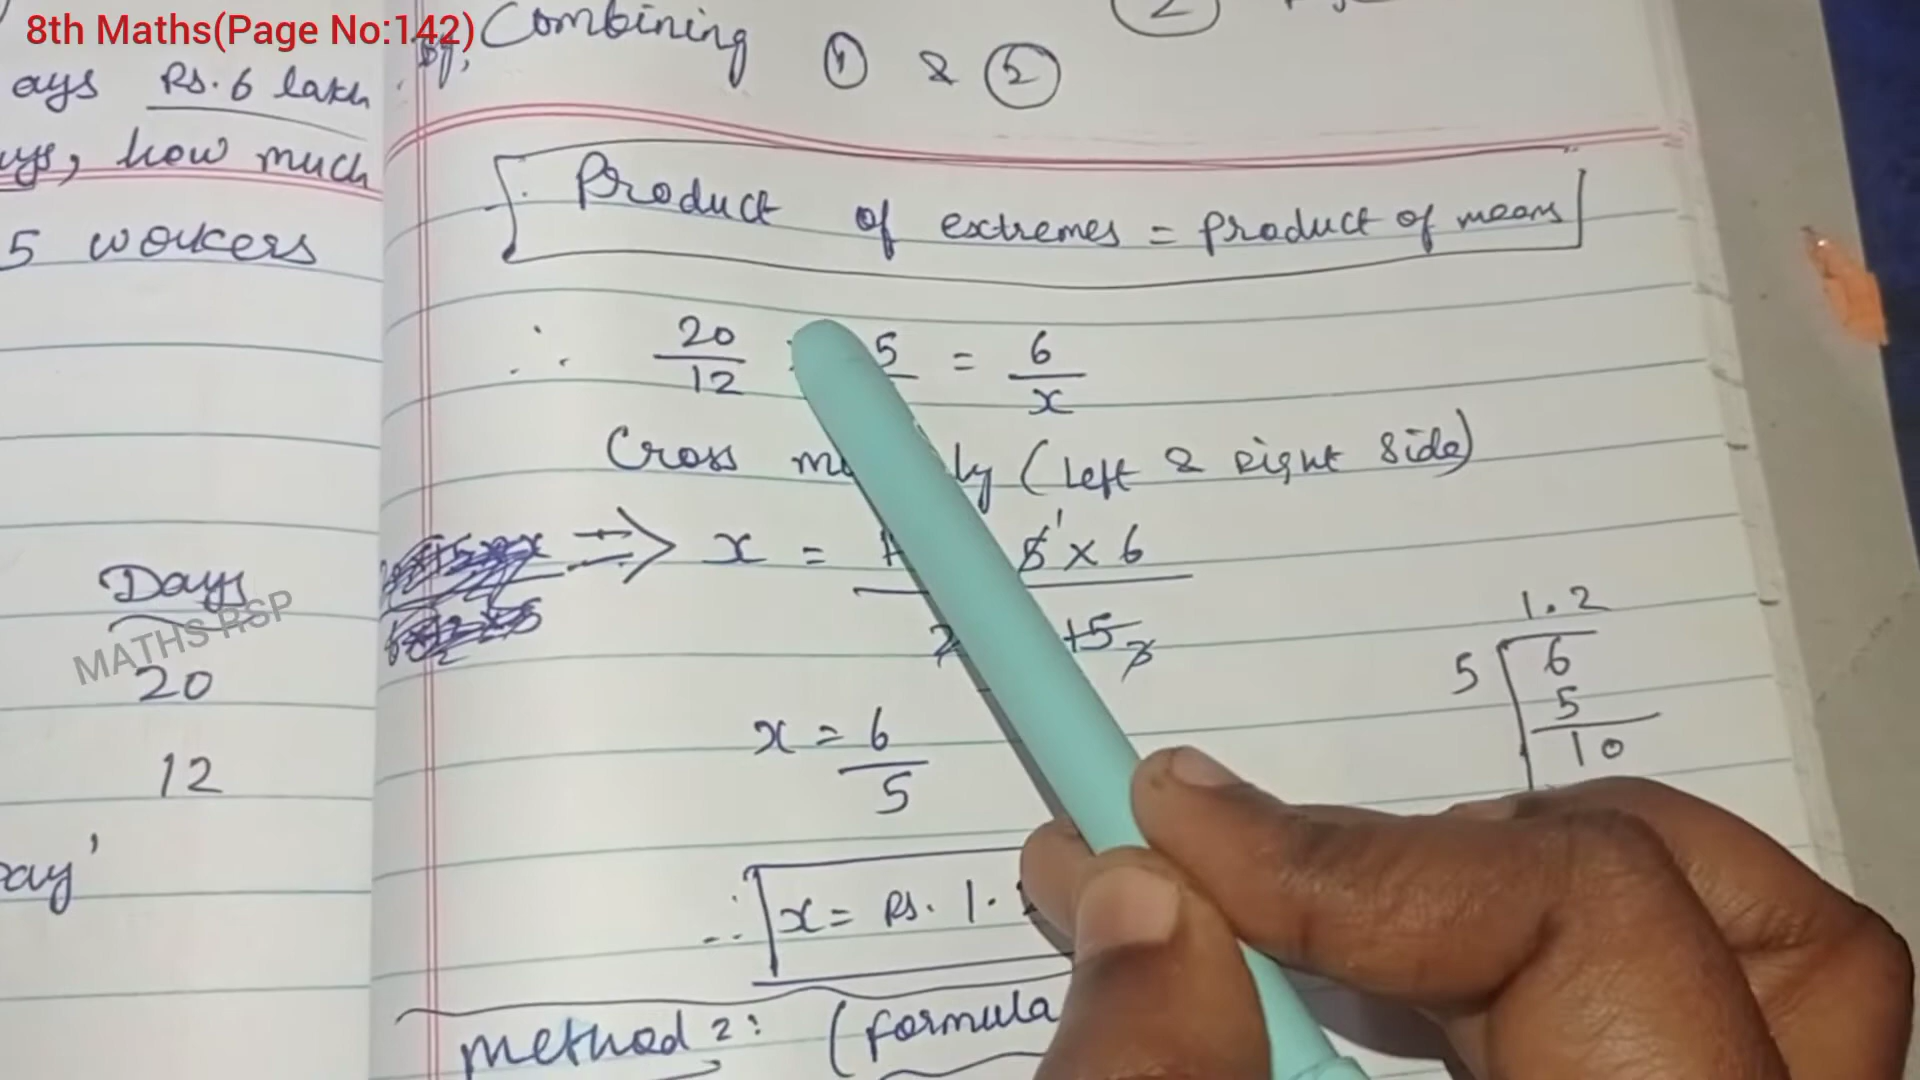 8th Maths(Page No:142)
ays Rs. 6 lakh
how much
5 workers
Days
20
12
MATHS RSP
By, Combining ① & ②
Product of extremes = product of means
∴ 20/12 5 = 6/x
Cross (left & right side)
x = 5 x 6
x = 6/5
∴ x = Rs. 1.
1.2
5 6
5
10
method 2: (formula